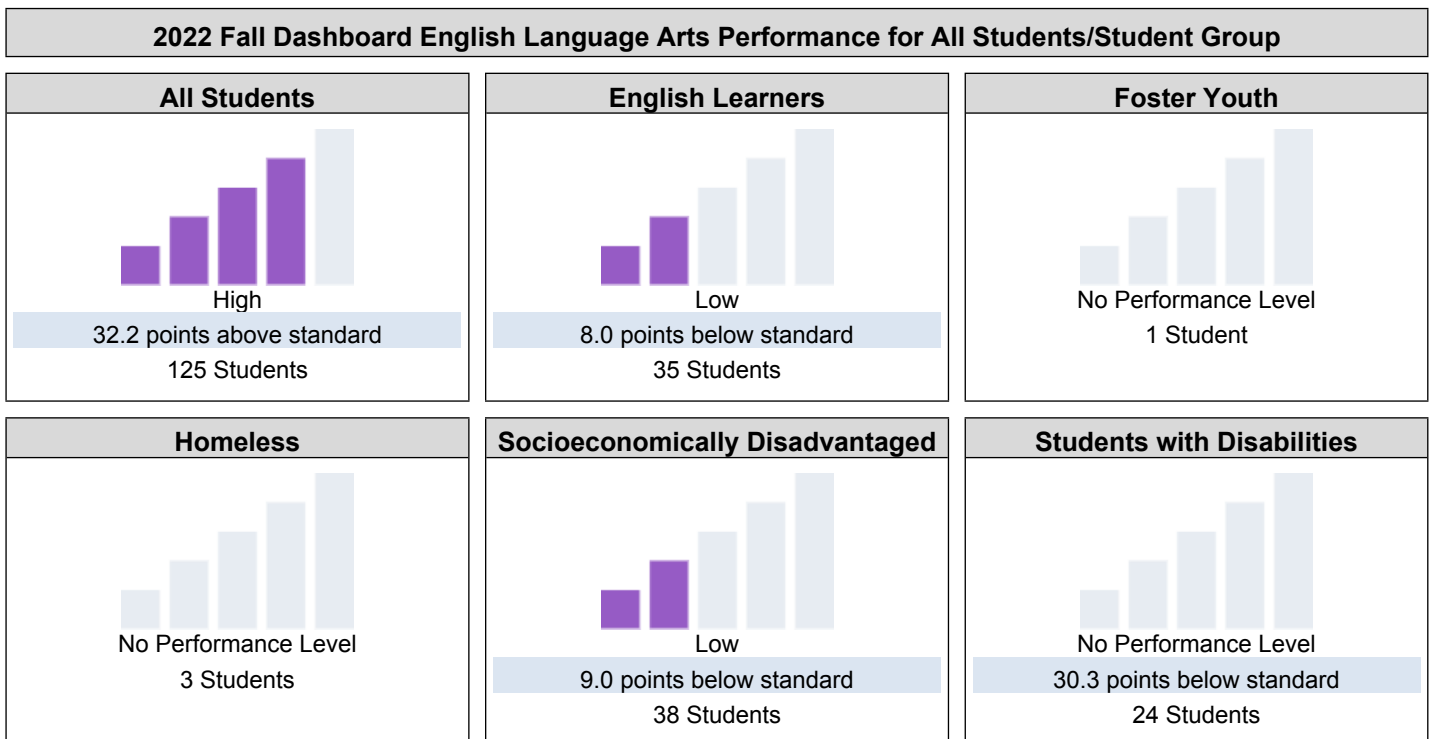 2022 Fall Dashboard English Language Arts Performance for All Students/Student Group
All Students
High
32.2 points above standard
125 Students
English Learners
Low
8.0 points below standard
35 Students
Foster Youth
No Performance Level
1 Student
Homeless
No Performance Level
3 Students
Socioeconomically Disadvantaged
Low
9.0 points below standard
38 Students
Students with Disabilities
No Performance Level
30.3 points below standard
24 Students